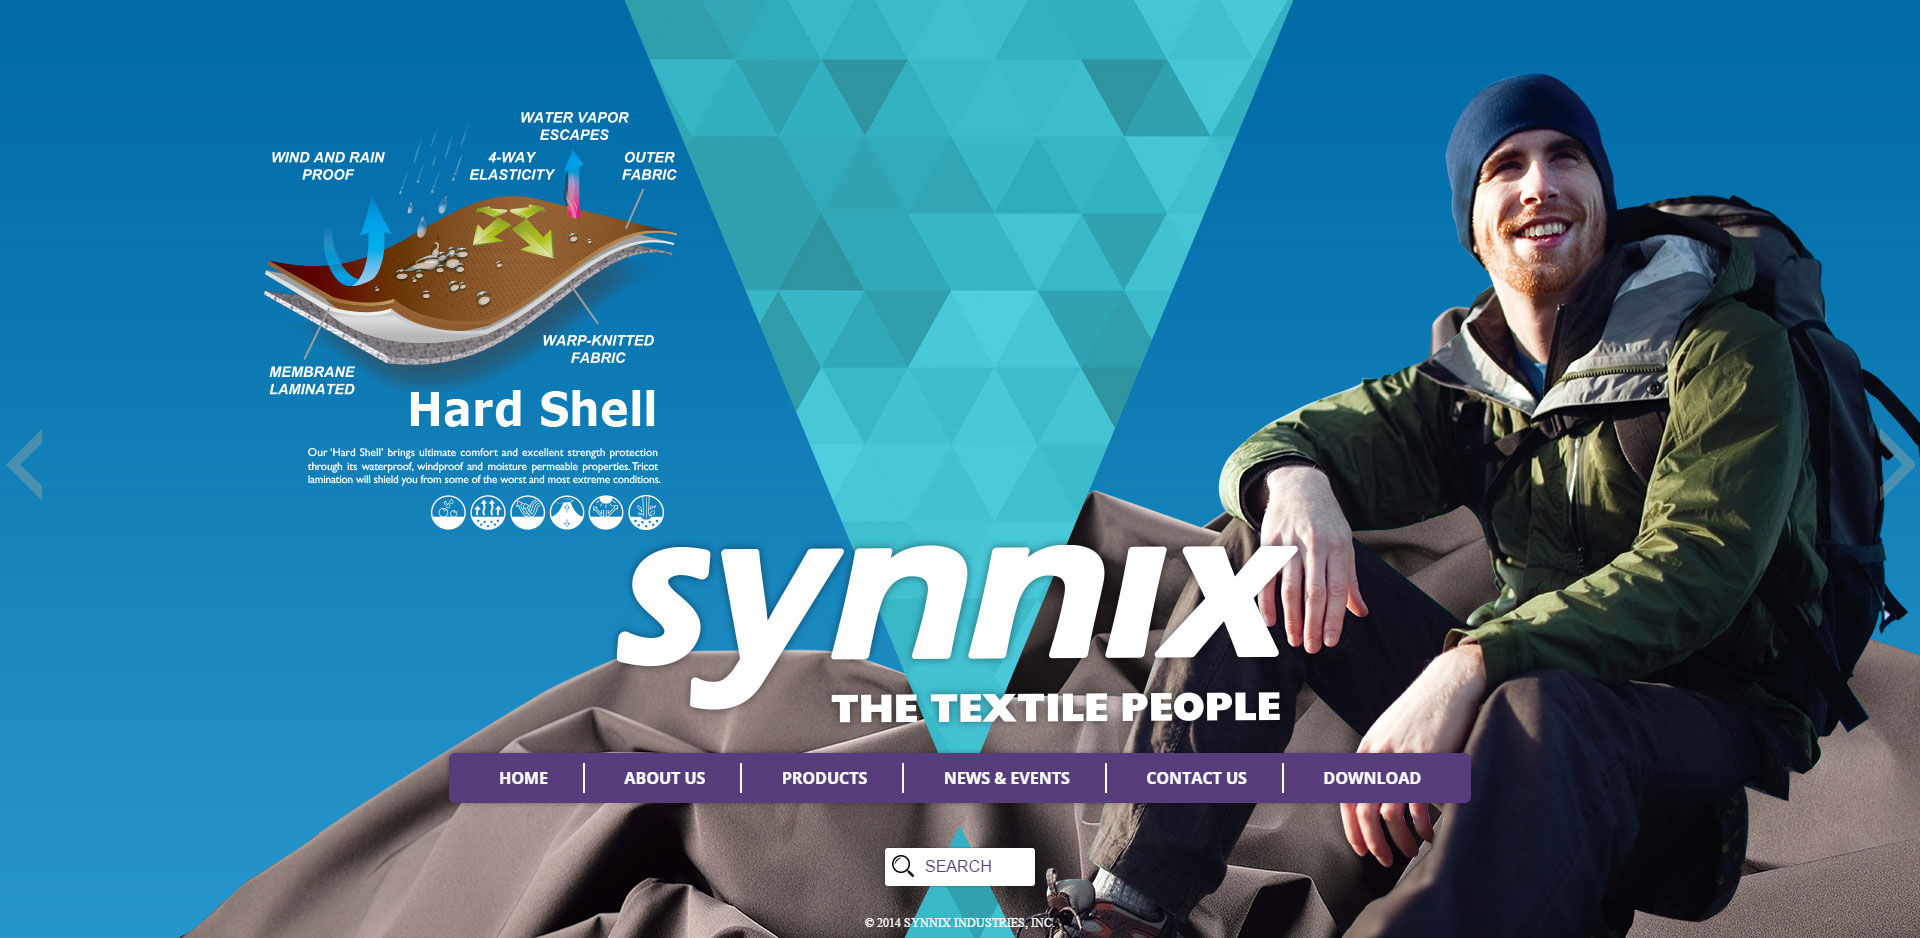 WATER VAPOR
ESCAPES
WIND AND RAIN
PROOF
4-WAY
ELASTICITY
OUTER
FABRIC
WARP-KNITTED
FABRIC
MEMBRANE
LAMINATED
Hard Shell
Our ‘Hard Shell’ brings ultimate comfort and excellent strength protection
through its waterproof, windproof and moisture permeable properties. Tricot
lamination will shield you from some of the worst and most extreme conditions.
synnix
THE TEXTILE PEOPLE
HOME
ABOUT US
PRODUCTS
NEWS & EVENTS
CONTACT US
DOWNLOAD
SEARCH
© 2014 SYNNIX INDUSTRIES, INC.